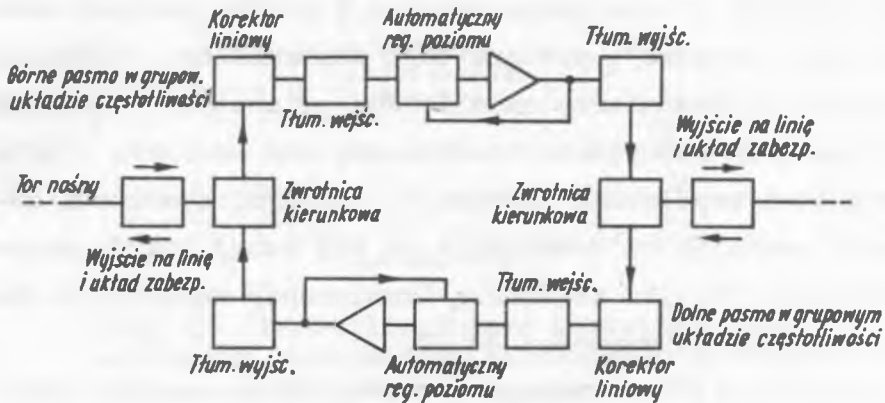 Korektor
liniowy
Automatyczny
reg. poziomu
Tłum. wyjśc.
Górne pasmo w grupow.
układzie częstotliwości
Tłum. wejśc.
Wyjście na linię
i układ zabezp.
Tor nośny
Zwrotnica
kierunkowa
Zwrotnica
kierunkowa
Wyjście na linię
i układ zabezp.
Tłum. wejśc.
Dolne pasmo w grupowym
układzie częstotliwości
Tłum. wyjśc.
Automatyczny
reg. poziomu
Korektor
liniowy